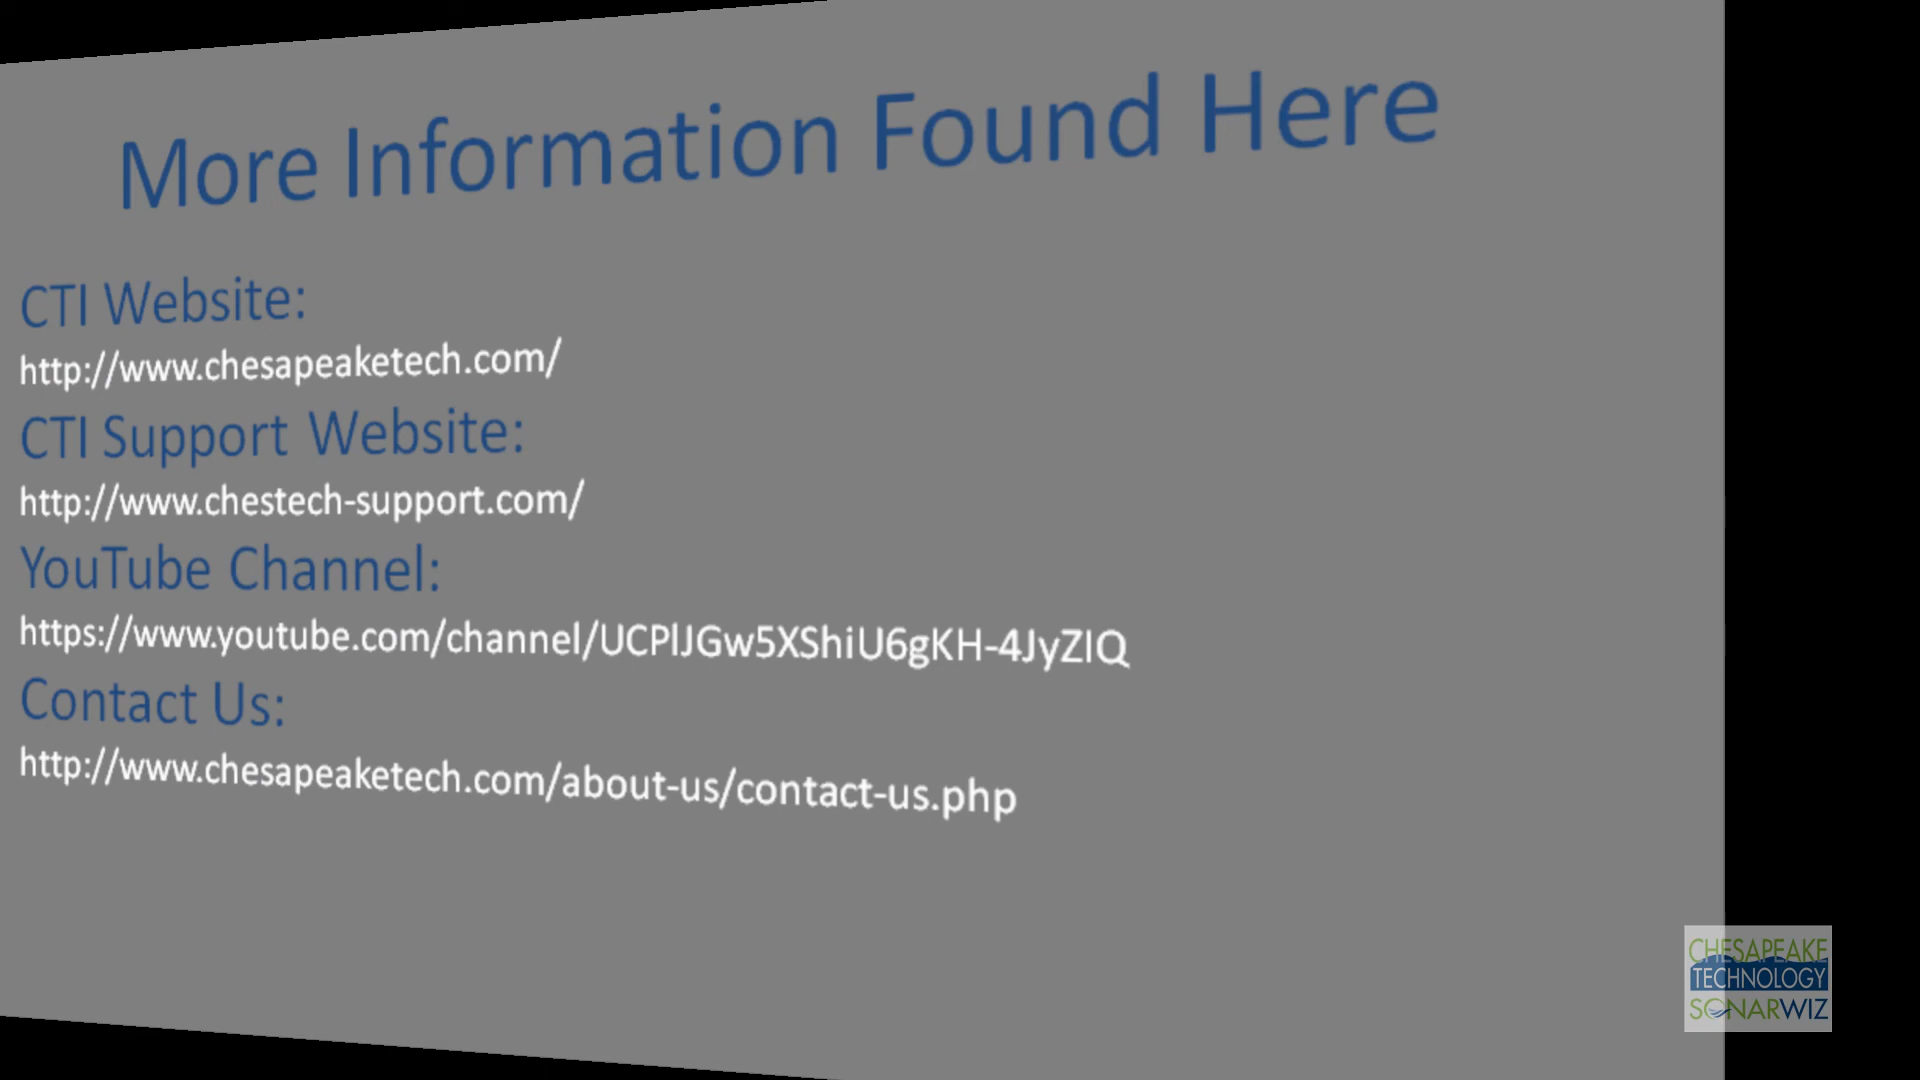 More Information Found Here
CTI Website:
http://www.chesapeaketech.com/
CTI Support Website:
http://www.chestech-support.com/
YouTube Channel:
https://www.youtube.com/channel/UCPlJGw5XShiU6gKH-4JyZIQ
Contact Us:
http://www.chesapeaketech.com/about-us/contact-us.php
CHESAPEAKE
TECHNOLOGY
SONARWIZ